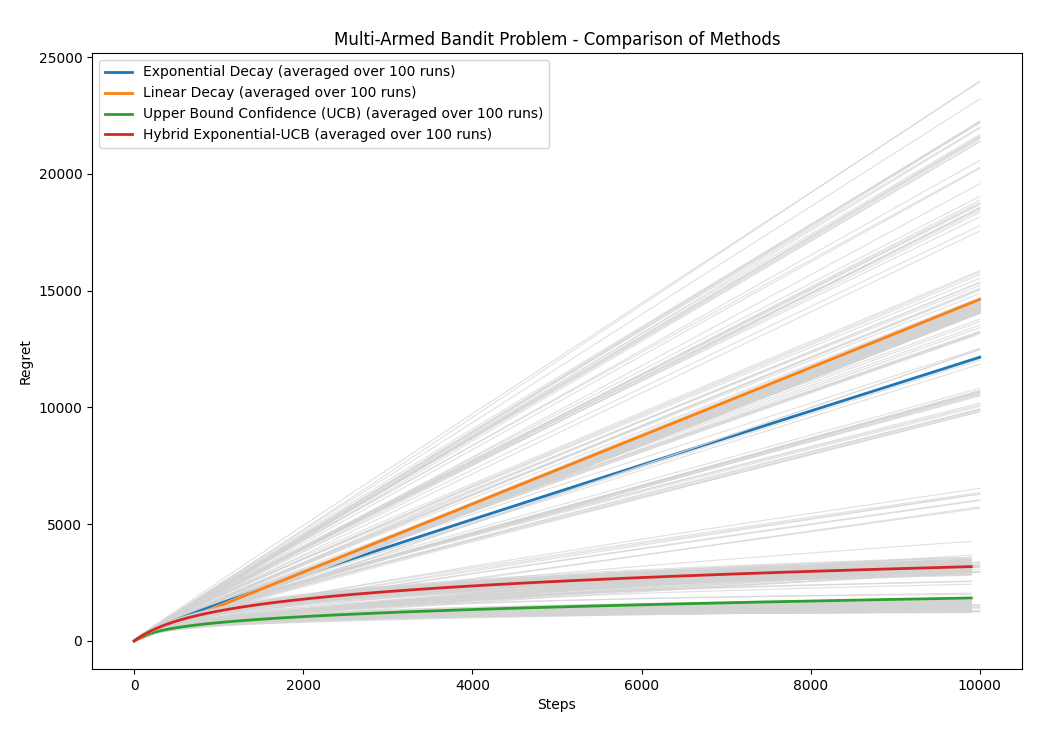 Multi-Armed Bandit Problem - Comparison of Methods
Exponential Decay (averaged over 100 runs)
Linear Decay (averaged over 100 runs)
Upper Bound Confidence (UCB) (averaged over 100 runs)
Hybrid Exponential-UCB (averaged over 100 runs)
25000
20000
15000
10000
5000
0
Regret
0 2000 4000 6000 8000 10000
Steps